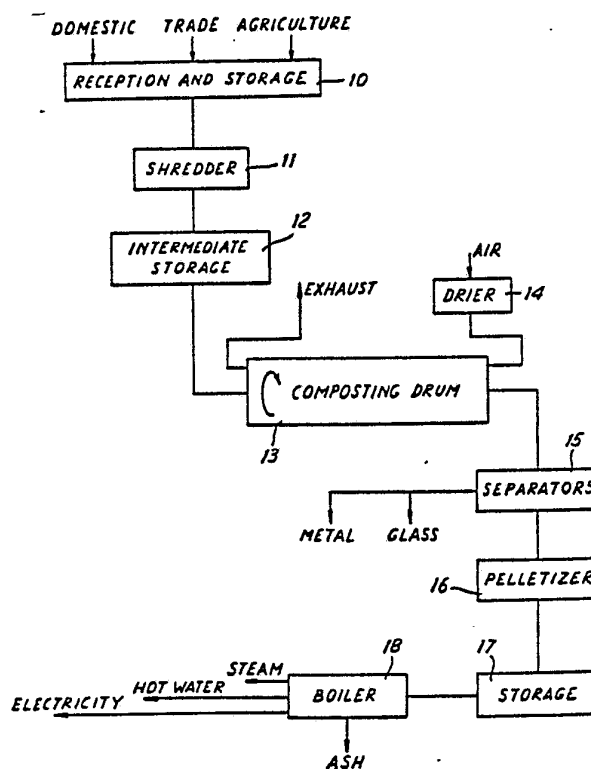 DOMESTIC TRADE AGRICULTURE
RECEPTION AND STORAGE
10
SHREDDER
11
INTERMEDIATE
STORAGE
12
EXHAUST
AIR
DRIER
14
COMPOSTING DRUM
13
15
SEPARATORS
METAL GLASS
PELLETIZER
16
17
STORAGE
18
BOILER
STEAM
HOT WATER
ELECTRICITY
ASH